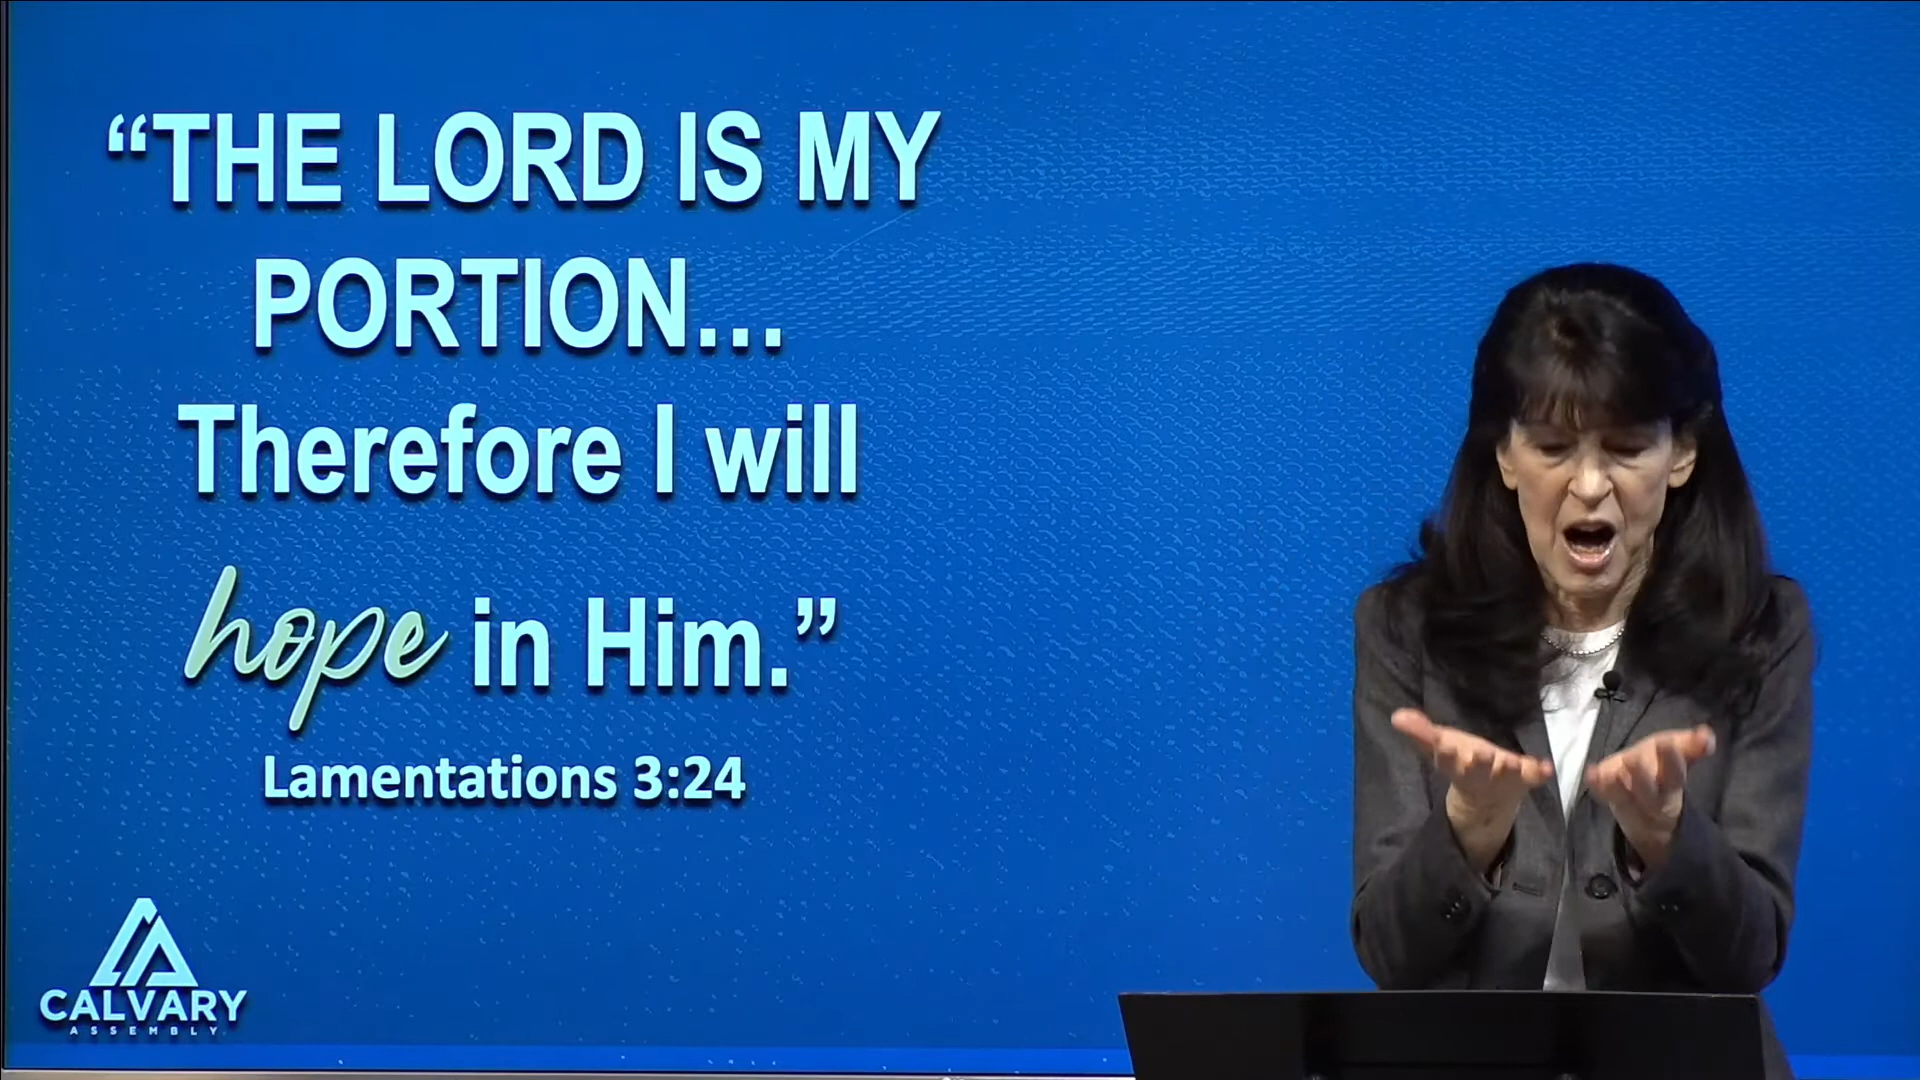 “THE LORD IS MY
PORTION...
Therefore I will
hope in Him.”
Lamentations 3:24
CALVARY
ASSEMBLY